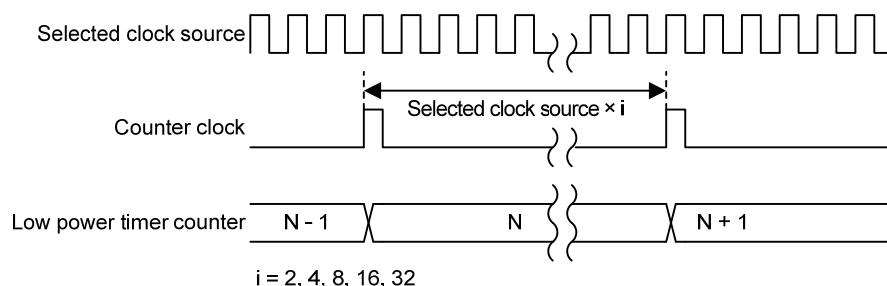 Selected clock source
Selected clock source × i
Counter clock
Low power timer counter
N - 1
N
N + 1
i = 2, 4, 8, 16, 32